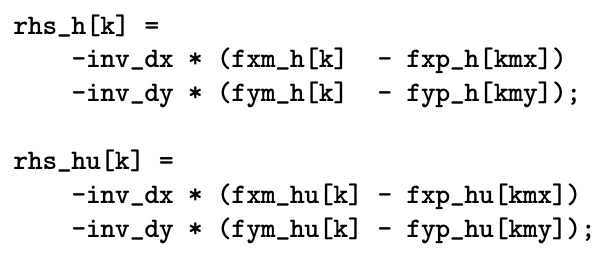 rhs_h[k] =
    -inv_dx * (fxm_h[k]  - fxp_h[kmx])
    -inv_dy * (fym_h[k]  - fyp_h[kmy]);

rhs_hu[k] =
    -inv_dx * (fxm_hu[k] - fxp_hu[kmx])
    -inv_dy * (fym_hu[k] - fyp_hu[kmy]);